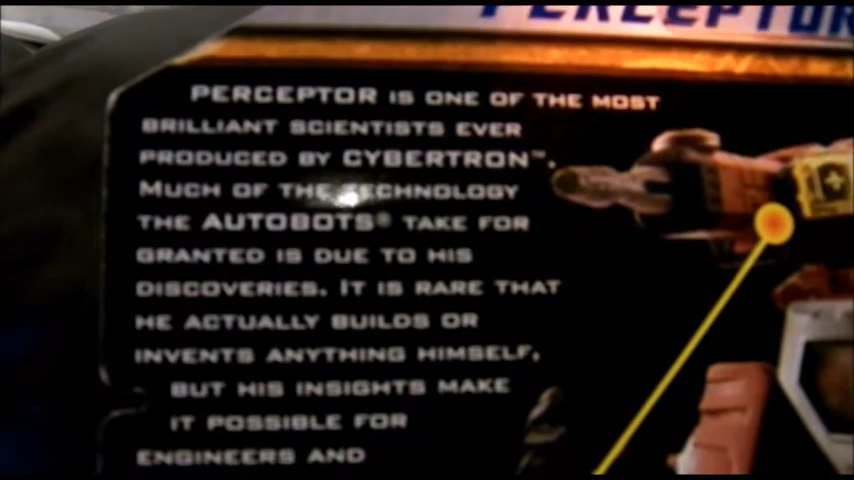 PERCEPTOR
PERCEPTOR IS ONE OF THE MOST
BRILLIANT SCIENTISTS EVER
PRODUCED BY CYBERTRON™.
MUCH OF THE TECHNOLOGY
THE AUTOBOTS® TAKE FOR
GRANTED IS DUE TO HIS
DISCOVERIES. IT IS RARE THAT
HE ACTUALLY BUILDS OR
INVENTS ANYTHING HIMSELF,
BUT HIS INSIGHTS MAKE
IT POSSIBLE FOR
ENGINEERS AND